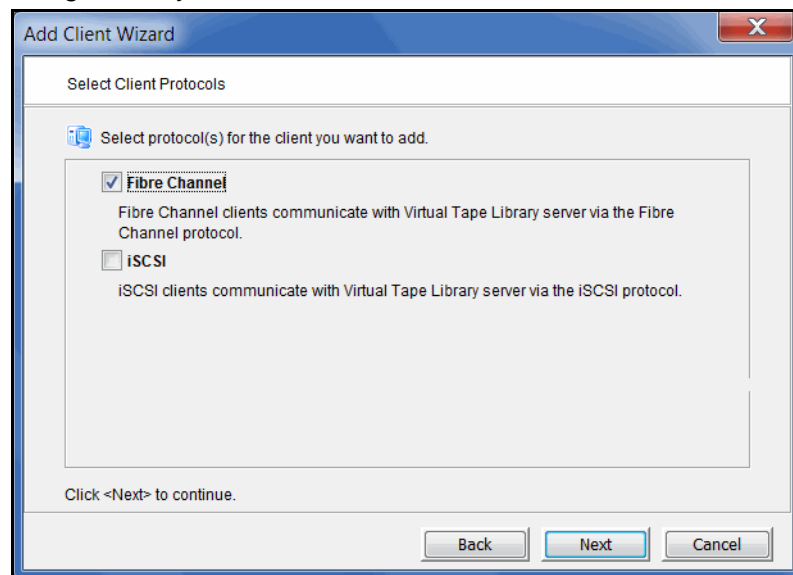 Add Client Wizard
X
Select Client Protocols
Select protocol(s) for the client you want to add.
Fibre Channel
Fibre Channel clients communicate with Virtual Tape Library server via the Fibre
Channel protocol.
iSCSI
iSCSI clients communicate with Virtual Tape Library server via the iSCSI protocol.
Click <Next> to continue.
Back Next Cancel